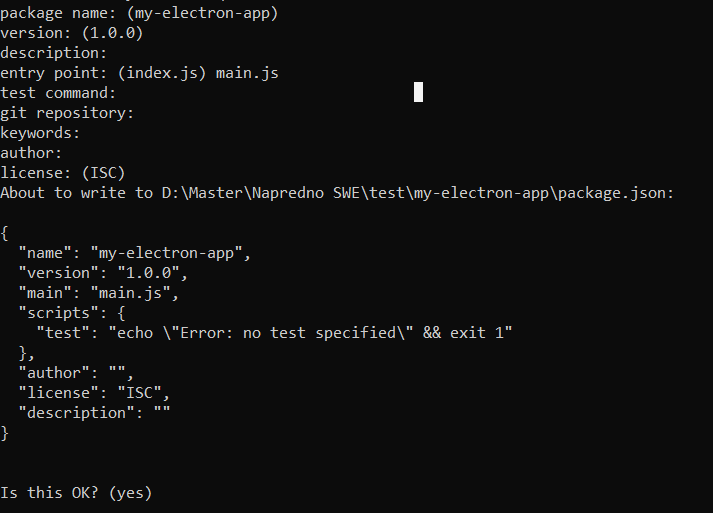 package name: (my-electron-app)
version: (1.0.0)
description:
entry point: (index.js) main.js
test command:
git repository:
keywords:
author:
license: (ISC)
About to write to D:\Master\Napredno SWE\test\my-electron-app\package.json:

{
  "name": "my-electron-app",
  "version": "1.0.0",
  "main": "main.js",
  "scripts": {
    "test": "echo \"Error: no test specified\" && exit 1"
  },
  "author": "",
  "license": "ISC",
  "description": ""
}

Is this OK? (yes)